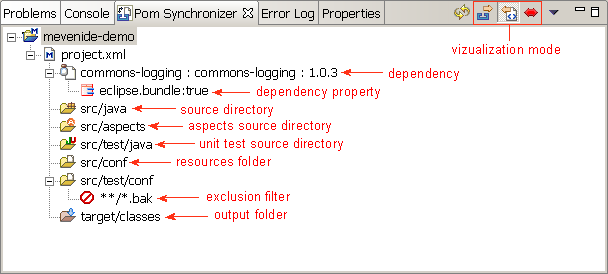 Problems Console Pom Synchronizer Error Log Properties
vizualization mode
mevenide-demo
project.xml
commons-logging : commons-logging : 1.0.3 dependency
eclipse.bundle:true dependency property
src/java source directory
src/aspects aspects source directory
src/test/java unit test source directory
src/conf resources folder
src/test/conf
**/*.bak exclusion filter
target/classes output folder